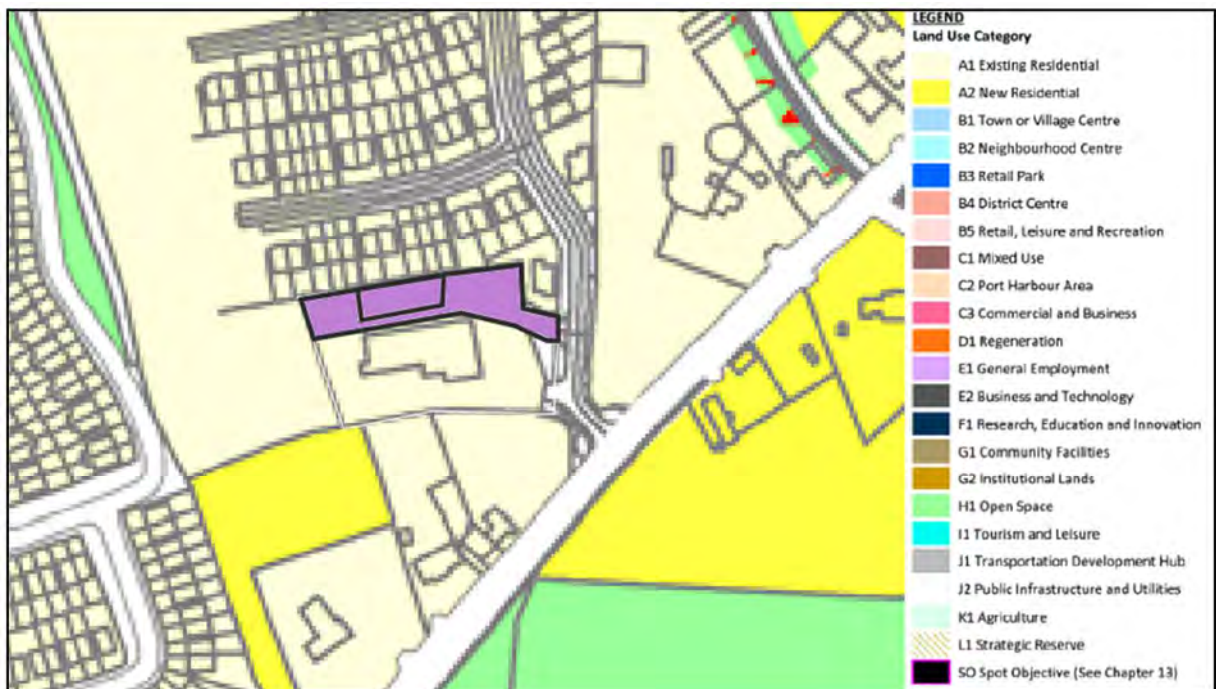 LEGEND
Land Use Category
A1 Existing Residential
A2 New Residential
B1 Town or Village Centre
B2 Neighbourhood Centre
B3 Retail Park
B4 District Centre
B5 Retail, Leisure and Recreation
C1 Mixed Use
C2 Port Harbour Area
C3 Commercial and Business
D1 Regeneration
E1 General Employment
E2 Business and Technology
F1 Research, Education and Innovation
G1 Community Facilities
G2 Institutional Lands
H1 Open Space
I1 Tourism and Leisure
J1 Transportation Development Hub
J2 Public Infrastructure and Utilities
K1 Agriculture
L1 Strategic Reserve
SO Spot Objective (See Chapter 13)